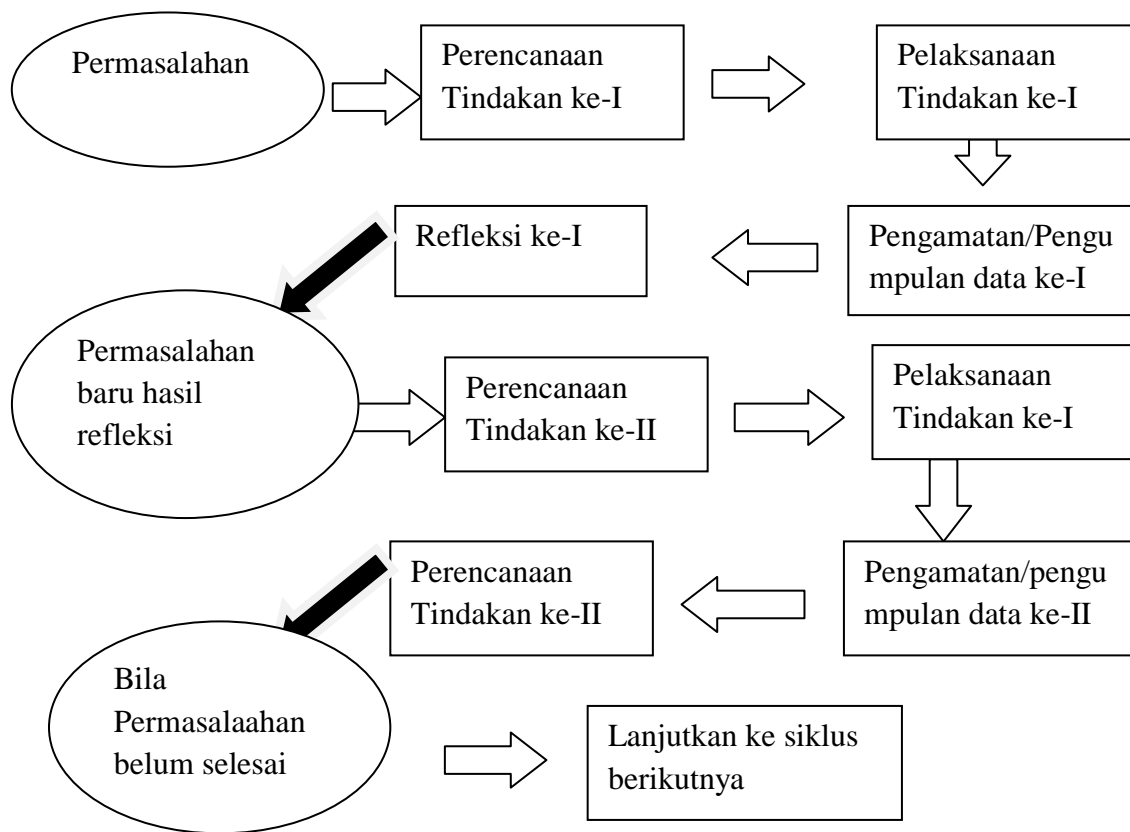 Permasalahan
Perencanaan
Tindakan ke-I
Pelaksanaan
Tindakan ke-I
Pengamatan/Pengu
mpulan data ke-I
Refleksi ke-I
Permasalahan
baru hasil
refleksi
Perencanaan
Tindakan ke-II
Pelaksanaan
Tindakan ke-I
Pengamatan/pengu
mpulan data ke-II
Perencanaan
Tindakan ke-II
Bila
Permasalaahan
belum selesai
Lanjutkan ke siklus
berikutnya